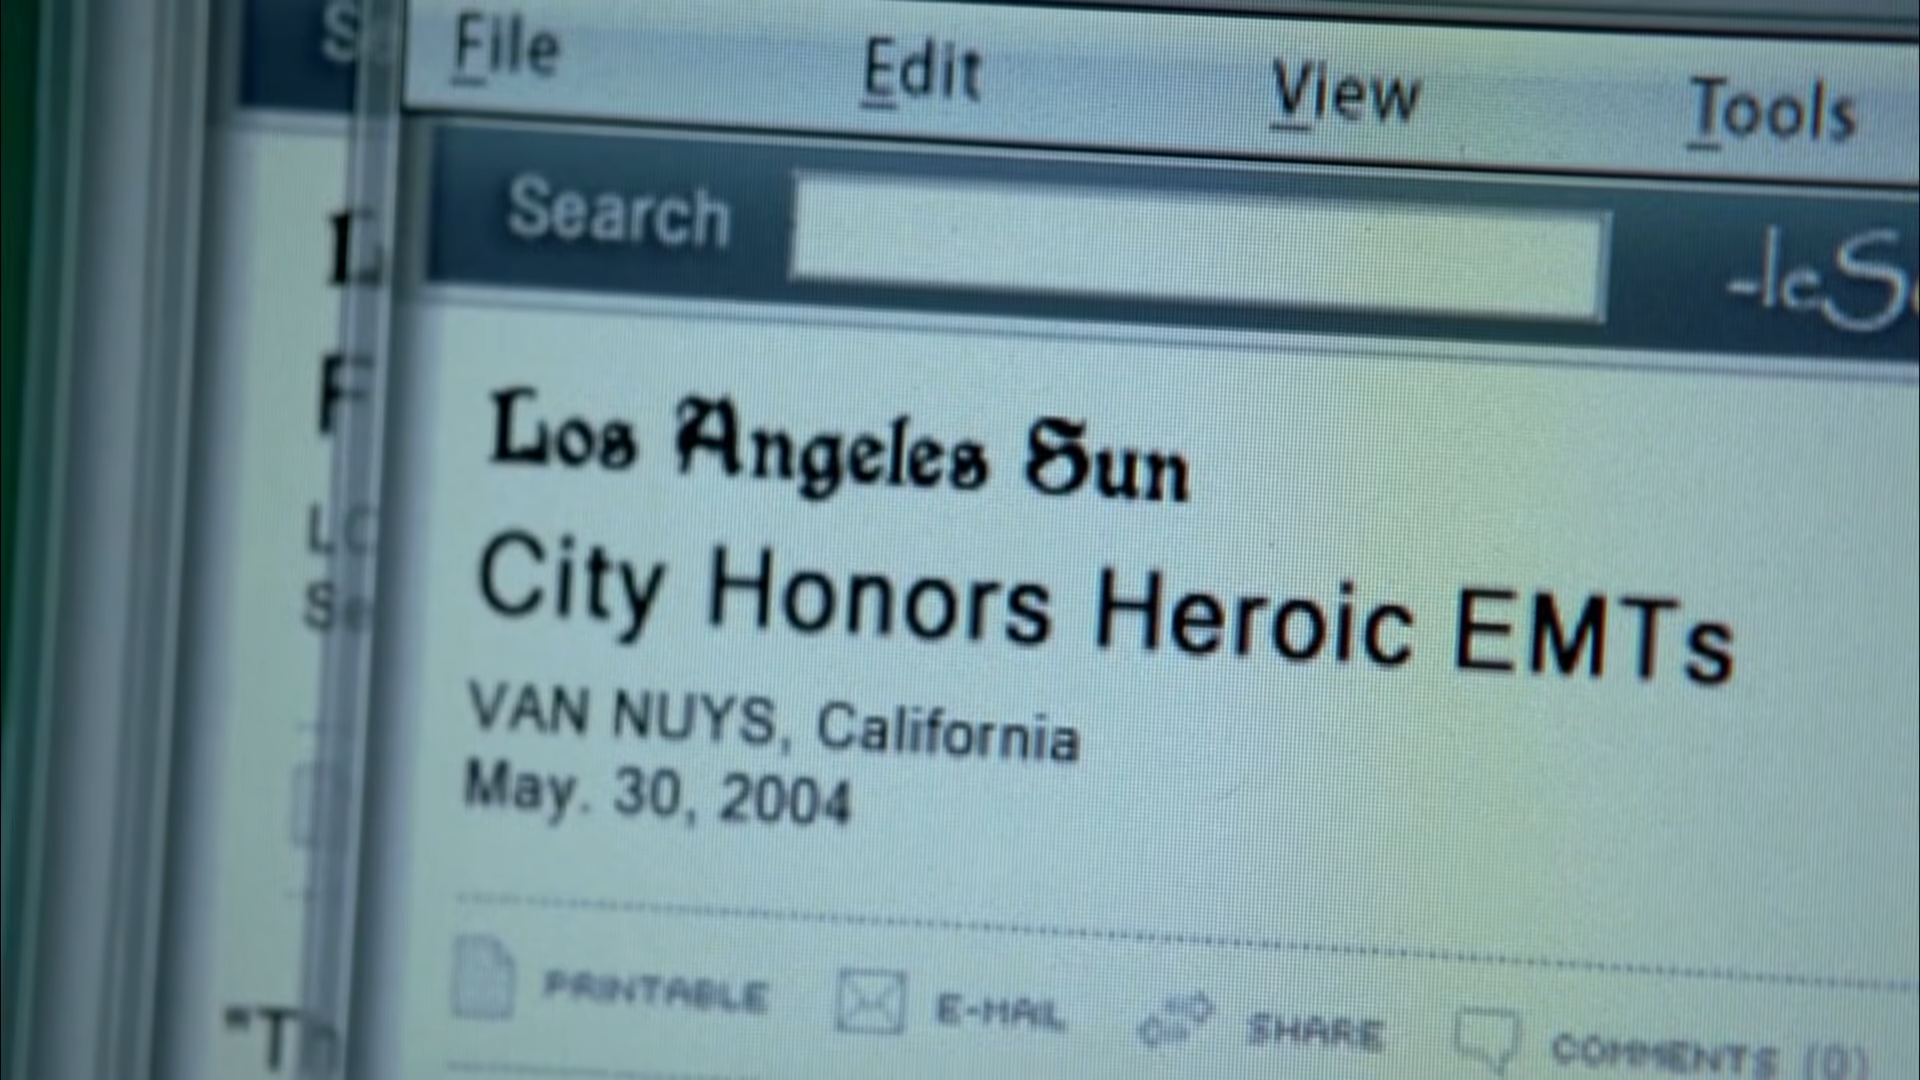 File Edit View Tools
Search
Los Angeles Sun
City Honors Heroic EMTs
VAN NUYS, California
May. 30, 2004
PRINTABLE E-MAIL SHARE COMMENTS (0)
"Th